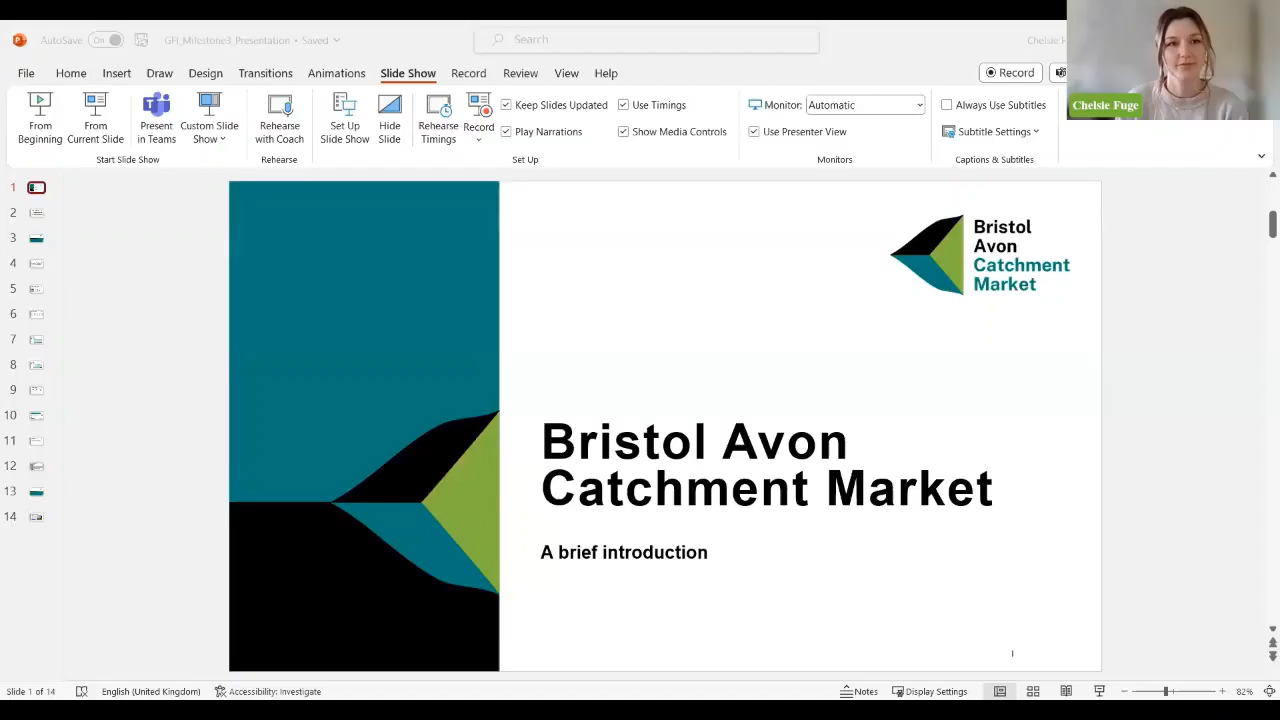 AutoSave On GFI_Milestone3_Presentation • Saved
Search
Chelsie F
File Home Insert Draw Design Transitions Animations Slide Show Record Review View Help
Record
From Beginning
From Current Slide
Present in Teams
Custom Slide Show
Start Slide Show
Rehearse with Coach
Rehearse
Set Up Slide Show
Hide Slide
Rehearse Timings
Record
Keep Slides Updated
Use Timings
Play Narrations
Show Media Controls
Set Up
Monitor: Automatic
Use Presenter View
Monitors
Always Use Subtitles
Subtitle Settings
Captions & Subtitles
Chelsie Fuge
1
2
3
4
5
6
7
8
9
10
11
12
13
14
Bristol
Avon
Catchment
Market
Bristol Avon
Catchment Market
A brief introduction
1
Slide 1 of 14 English (United Kingdom) Accessibility: Investigate Notes Display Settings 82%